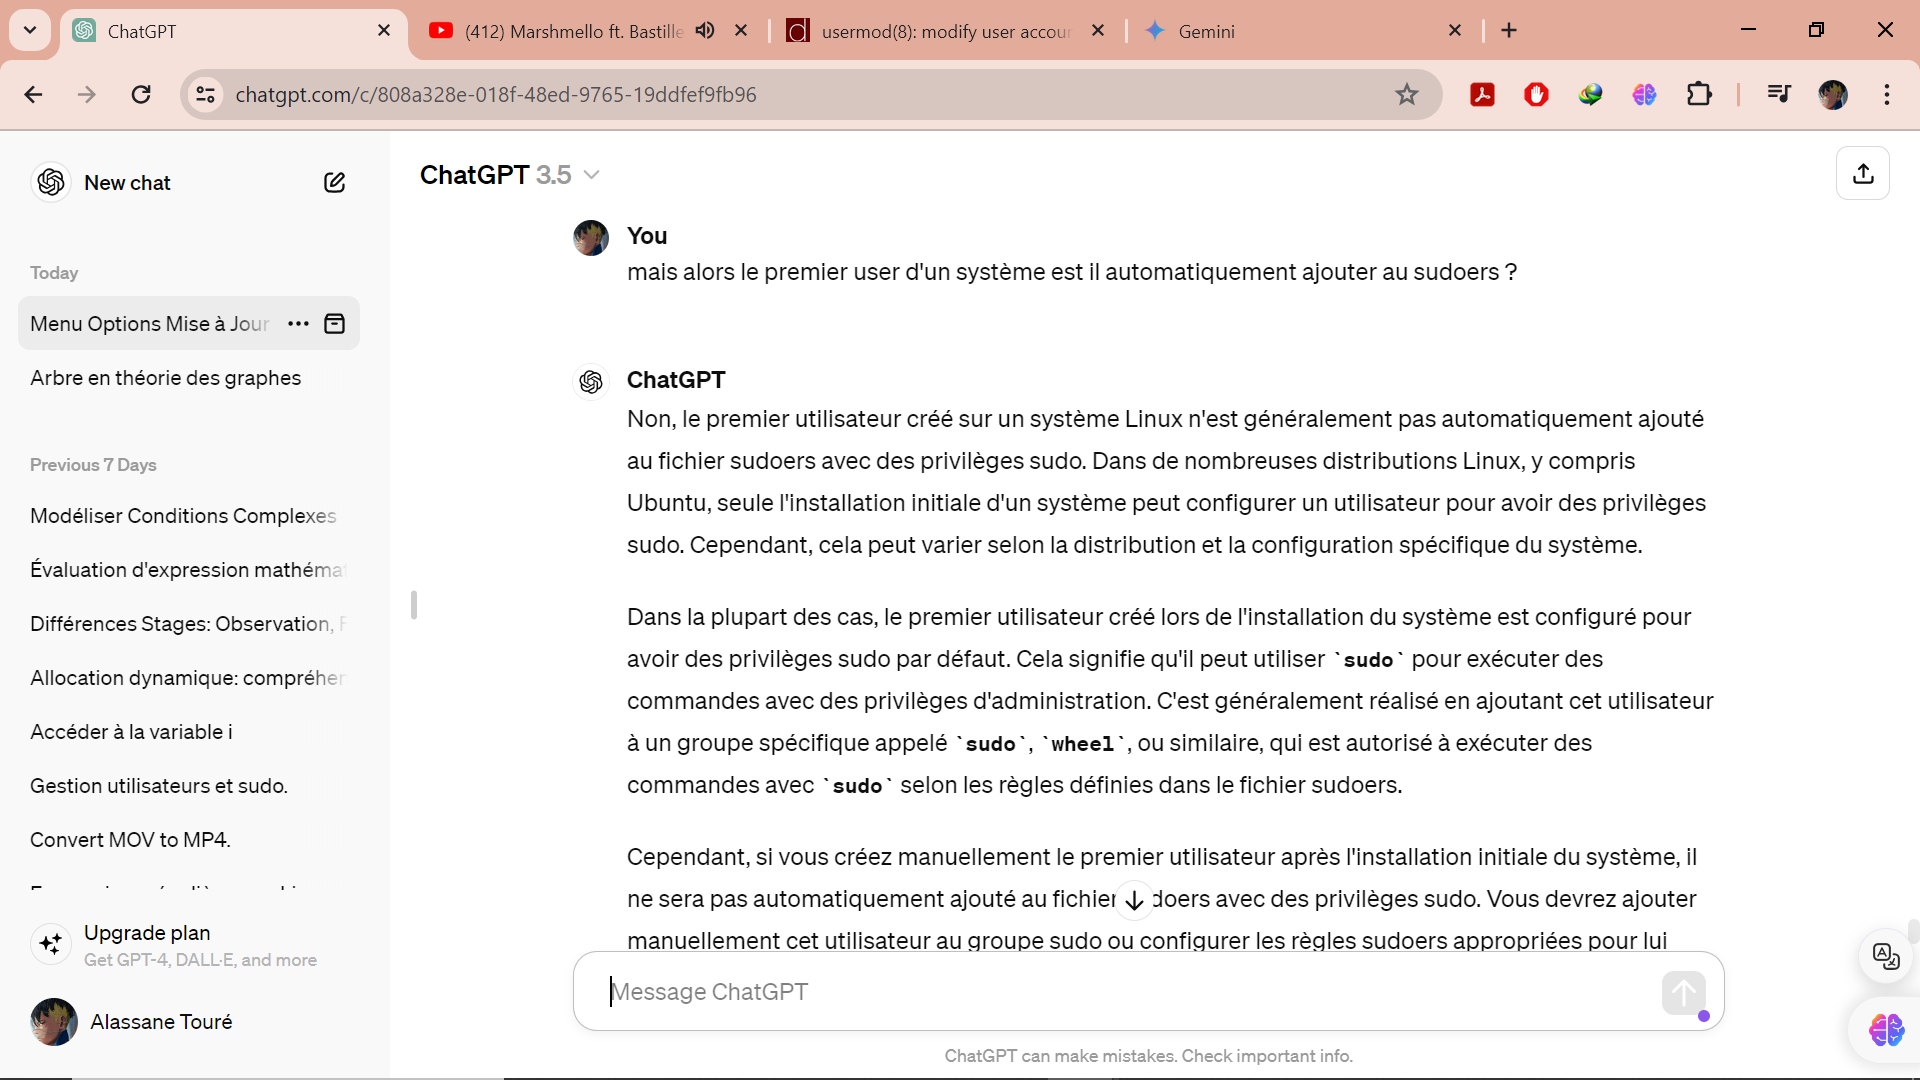 ChatGPT
(412) Marshmello ft. Bastille
usermod(8): modify user accour
Gemini
chatgpt.com/c/808a328e-018f-48ed-9765-19ddfef9fb96
New chat
Today
Menu Options Mise à Jour
Arbre en théorie des graphes
Previous 7 Days
Modéliser Conditions Complexes
Évaluation d'expression mathémat
Différences Stages: Observation, F
Allocation dynamique: compréhen
Accéder à la variable i
Gestion utilisateurs et sudo.
Convert MOV to MP4.
Upgrade plan
Get GPT-4, DALL·E, and more
Alassane Touré
ChatGPT 3.5
You
mais alors le premier user d'un système est il automatiquement ajouter au sudoers ?
ChatGPT
Non, le premier utilisateur créé sur un système Linux n'est généralement pas automatiquement ajouté
au fichier sudoers avec des privilèges sudo. Dans de nombreuses distributions Linux, y compris
Ubuntu, seule l'installation initiale d'un système peut configurer un utilisateur pour avoir des privilèges
sudo. Cependant, cela peut varier selon la distribution et la configuration spécifique du système.
Dans la plupart des cas, le premier utilisateur créé lors de l'installation du système est configuré pour
avoir des privilèges sudo par défaut. Cela signifie qu'il peut utiliser `sudo` pour exécuter des
commandes avec des privilèges d'administration. C'est généralement réalisé en ajoutant cet utilisateur
à un groupe spécifique appelé `sudo`, `wheel`, ou similaire, qui est autorisé à exécuter des
commandes avec `sudo` selon les règles définies dans le fichier sudoers.
Cependant, si vous créez manuellement le premier utilisateur après l'installation initiale du système, il
ne sera pas automatiquement ajouté au fichier doers avec des privilèges sudo. Vous devrez ajouter
manuellement cet utilisateur au groupe sudo ou configurer les règles sudoers appropriées pour lui
Message ChatGPT
ChatGPT can make mistakes. Check important info.